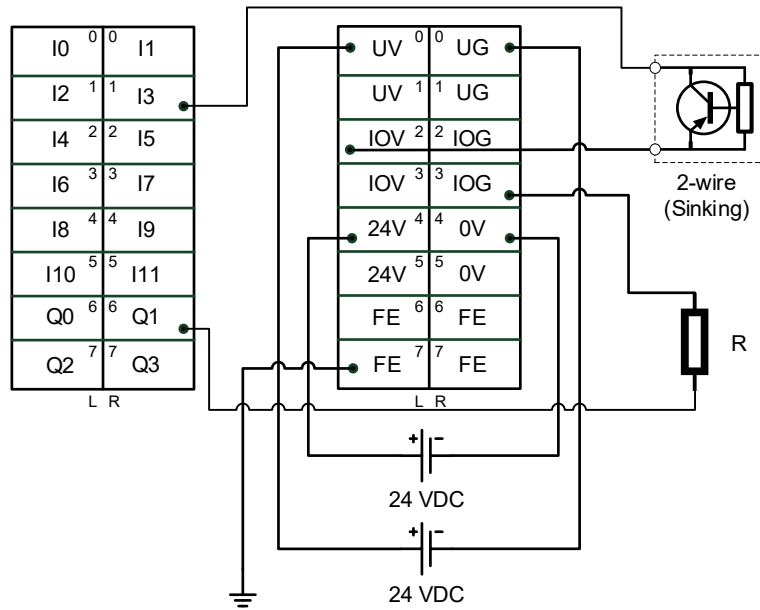 I0 0 0 I1
I2 1 1 I3
I4 2 2 I5
I6 3 3 I7
I8 4 4 I9
I10 5 5 I11
Q0 6 6 Q1
Q2 7 7 Q3
L R
UV 0 0 UG
UV 1 1 UG
IOV 2 2 IOG
IOV 3 3 IOG
24V 4 4 0V
24V 5 5 0V
FE 6 6 FE
FE 7 7 FE
L R
2-wire
(Sinking)
R
+ −
24 VDC
+ −
24 VDC